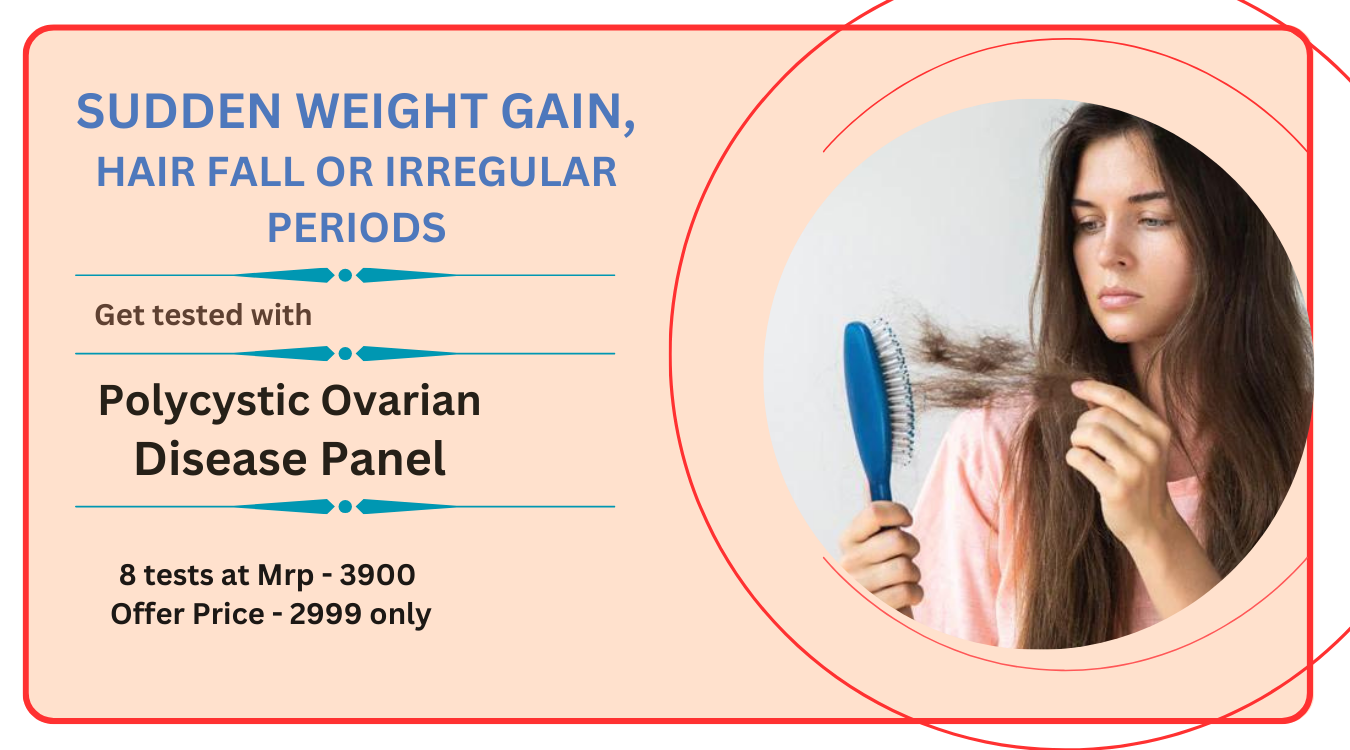 SUDDEN WEIGHT GAIN,
HAIR FALL OR IRREGULAR
PERIODS
Get tested with
Polycystic Ovarian
Disease Panel
8 tests at Mrp - 3900
Offer Price - 2999 only